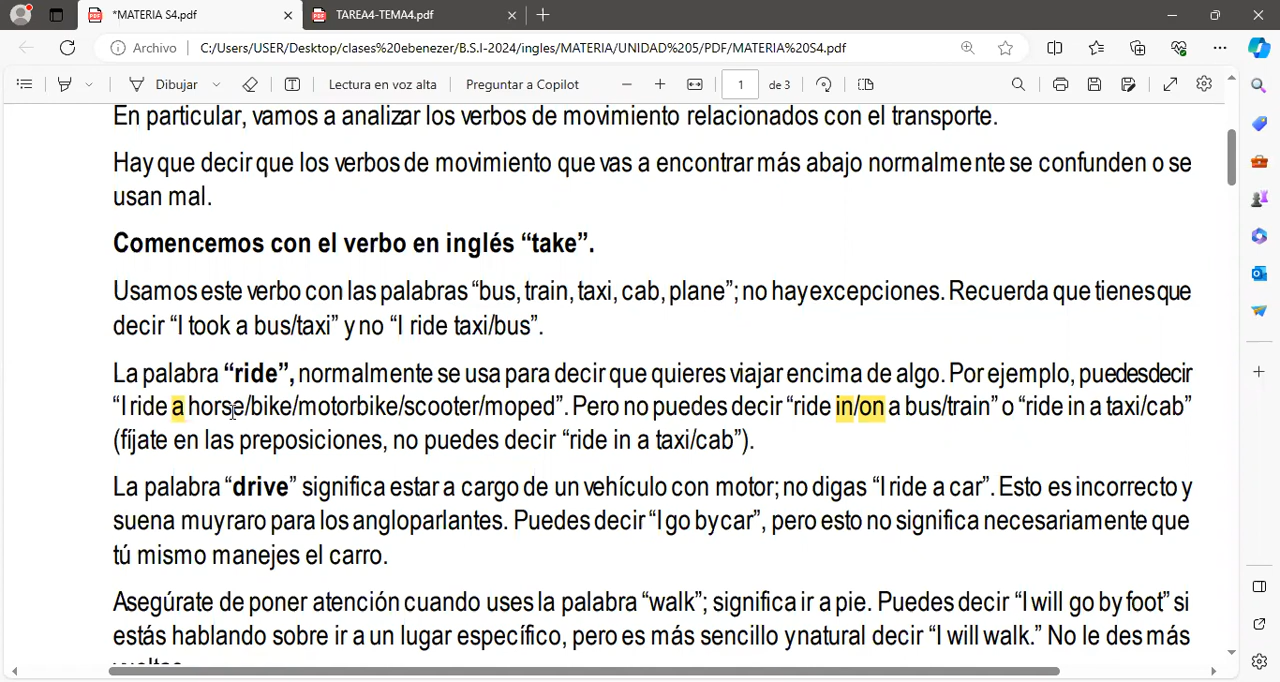 *MATERIA S4.pdf
TAREA4-TEMA4.pdf
Archivo
C:/Users/USER/Desktop/clases%20ebenezer/B.S.I-2024/ingles/MATERIA/UNIDAD%205/PDF/MATERIA%20S4.pdf
Dibujar
Lectura en voz alta
Preguntar a Copilot
1
de 3
En particular, vamos a analizar los verbos de movimiento relacionados con el transporte.
Hay que decir que los verbos de movimiento que vas a encontrar más abajo normalmente se confunden o se
usan mal.
Comencemos con el verbo en inglés “take”.
Usamos este verbo con las palabras “bus, train, taxi, cab, plane”; no hay excepciones. Recuerda que tienes que
decir “I took a bus/taxi” y no “I ride taxi/bus”.
La palabra “ride”, normalmente se usa para decir que quieres viajar encima de algo. Por ejemplo, puedes decir
“I ride a horse/bike/motorbike/scooter/moped”. Pero no puedes decir “ride in/on a bus/train” o “ride in a taxi/cab”
(fíjate en las preposiciones, no puedes decir “ride in a taxi/cab”).
La palabra “drive” significa estar a cargo de un vehículo con motor; no digas “I ride a car”. Esto es incorrecto y
suena muy raro para los angloparlantes. Puedes decir “I go by car”, pero esto no significa necesariamente que
tú mismo manejes el carro.
Asegúrate de poner atención cuando uses la palabra “walk”; significa ir a pie. Puedes decir “I will go by foot” si
estás hablando sobre ir a un lugar específico, pero es más sencillo y natural decir “I will walk.” No le des más